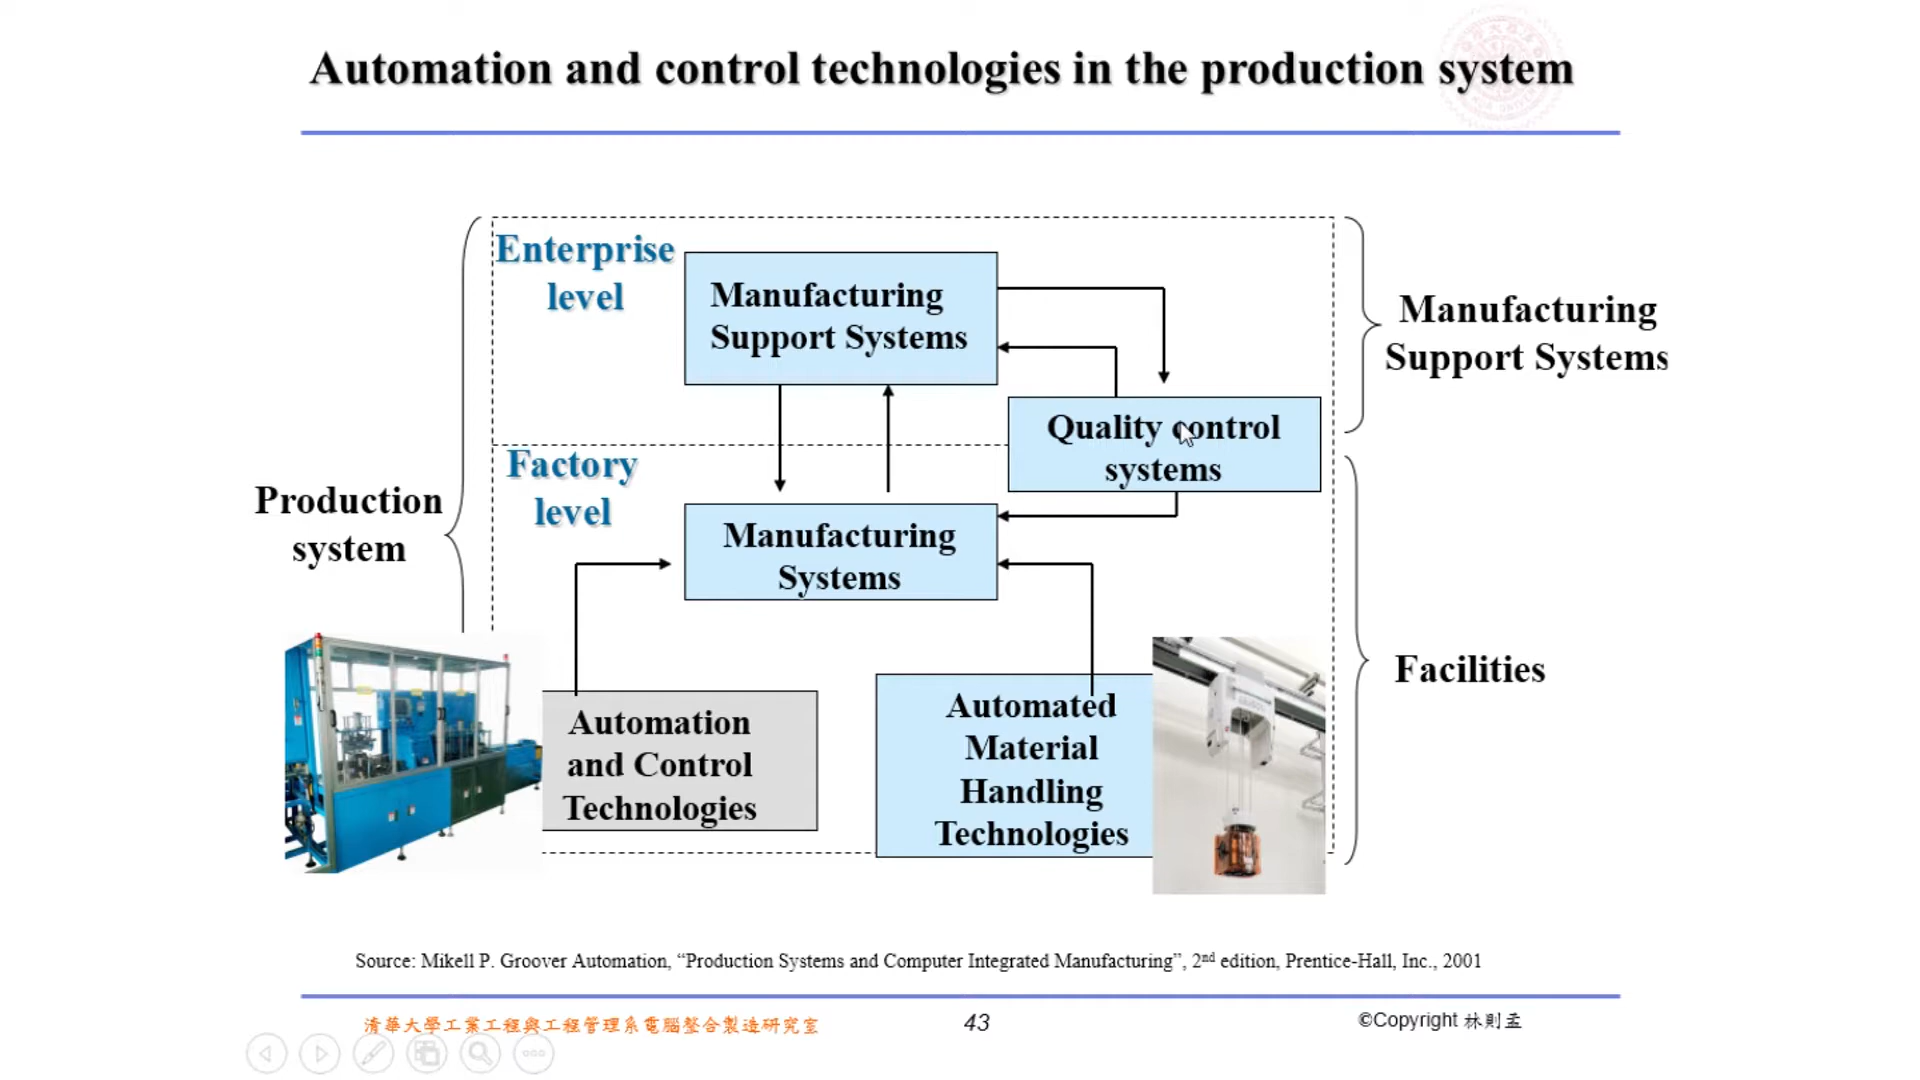 Automation and control technologies in the production system
Enterprise
level
Manufacturing
Support Systems
Manufacturing
Support Systems
Quality control
systems
Factory
level
Production
system
Manufacturing
Systems
Facilities
Automation
and Control
Technologies
Automated
Material
Handling
Technologies
Source: Mikell P. Groover Automation, “Production Systems and Computer Integrated Manufacturing”, 2nd edition, Prentice-Hall, Inc., 2001
清華大學工業工程與工程管理系電腦整合製造研究室
43
©Copyright 林則孟